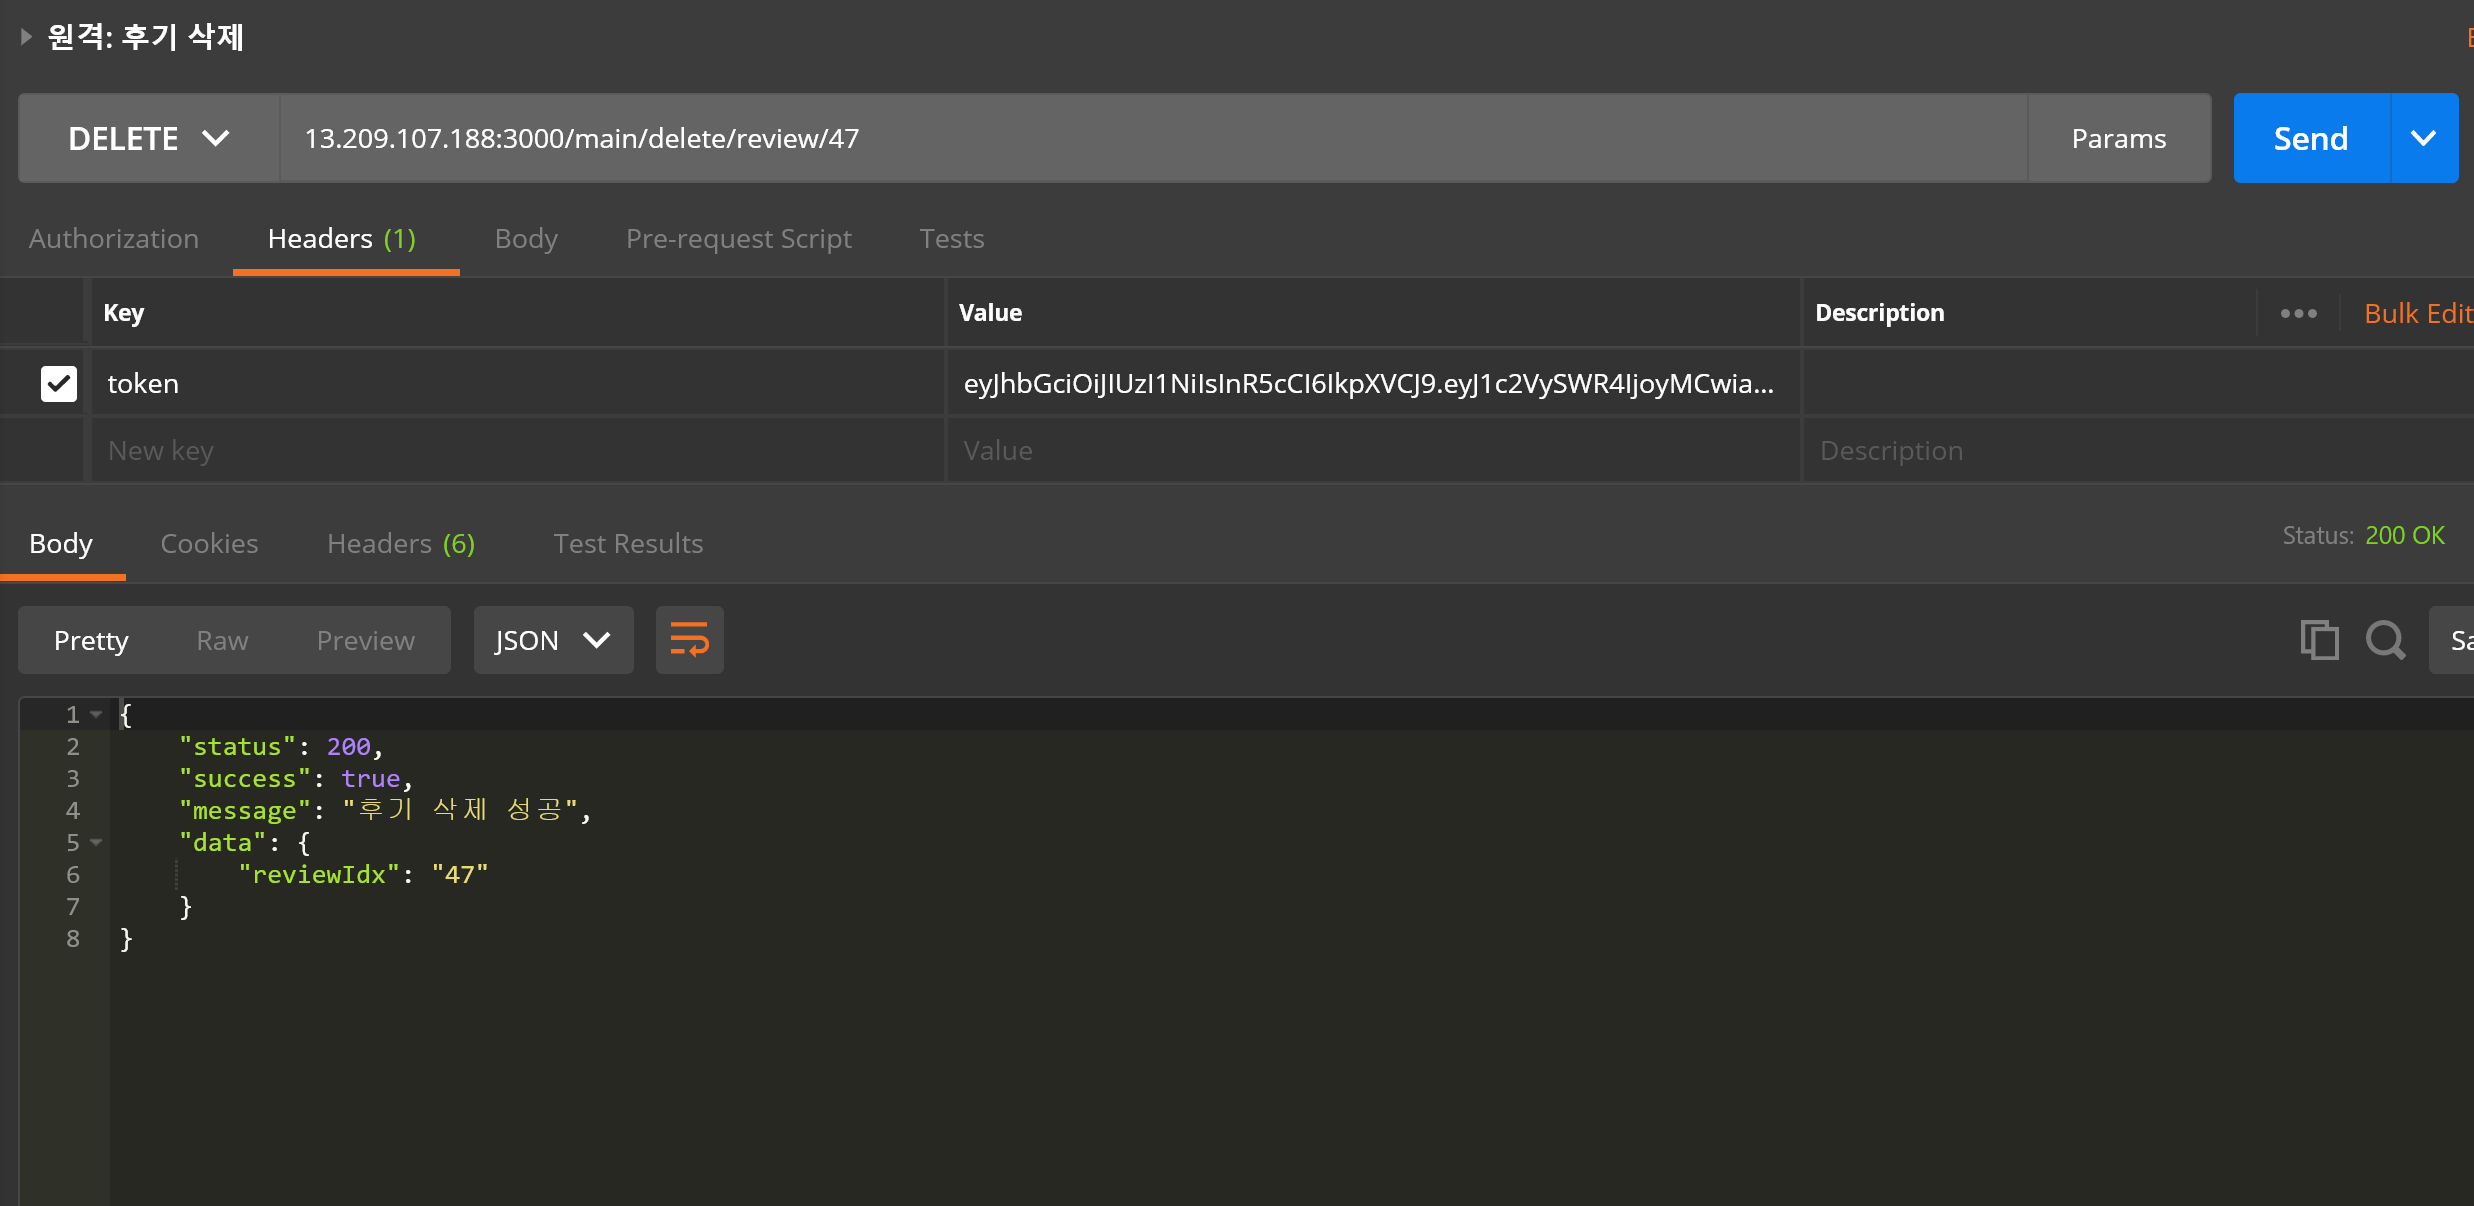 원격: 후기 삭제
DELETE 13.209.107.188:3000/main/delete/review/47 Params Send
Authorization Headers (1) Body Pre-request Script Tests
Key Value Description Bulk Edit
token eyJhbGciOiJIUzI1NiIsInR5cCI6IkpXVCJ9.eyJ1c2VySWR4IjoyMCwia...
New key Value Description
Body Cookies Headers (6) Test Results Status: 200 OK
Pretty Raw Preview JSON Sa
1 {
2 "status": 200,
3 "success": true,
4 "message": "후기 삭제 성공",
5 "data": {
6 "reviewIdx": "47"
7 }
8 }